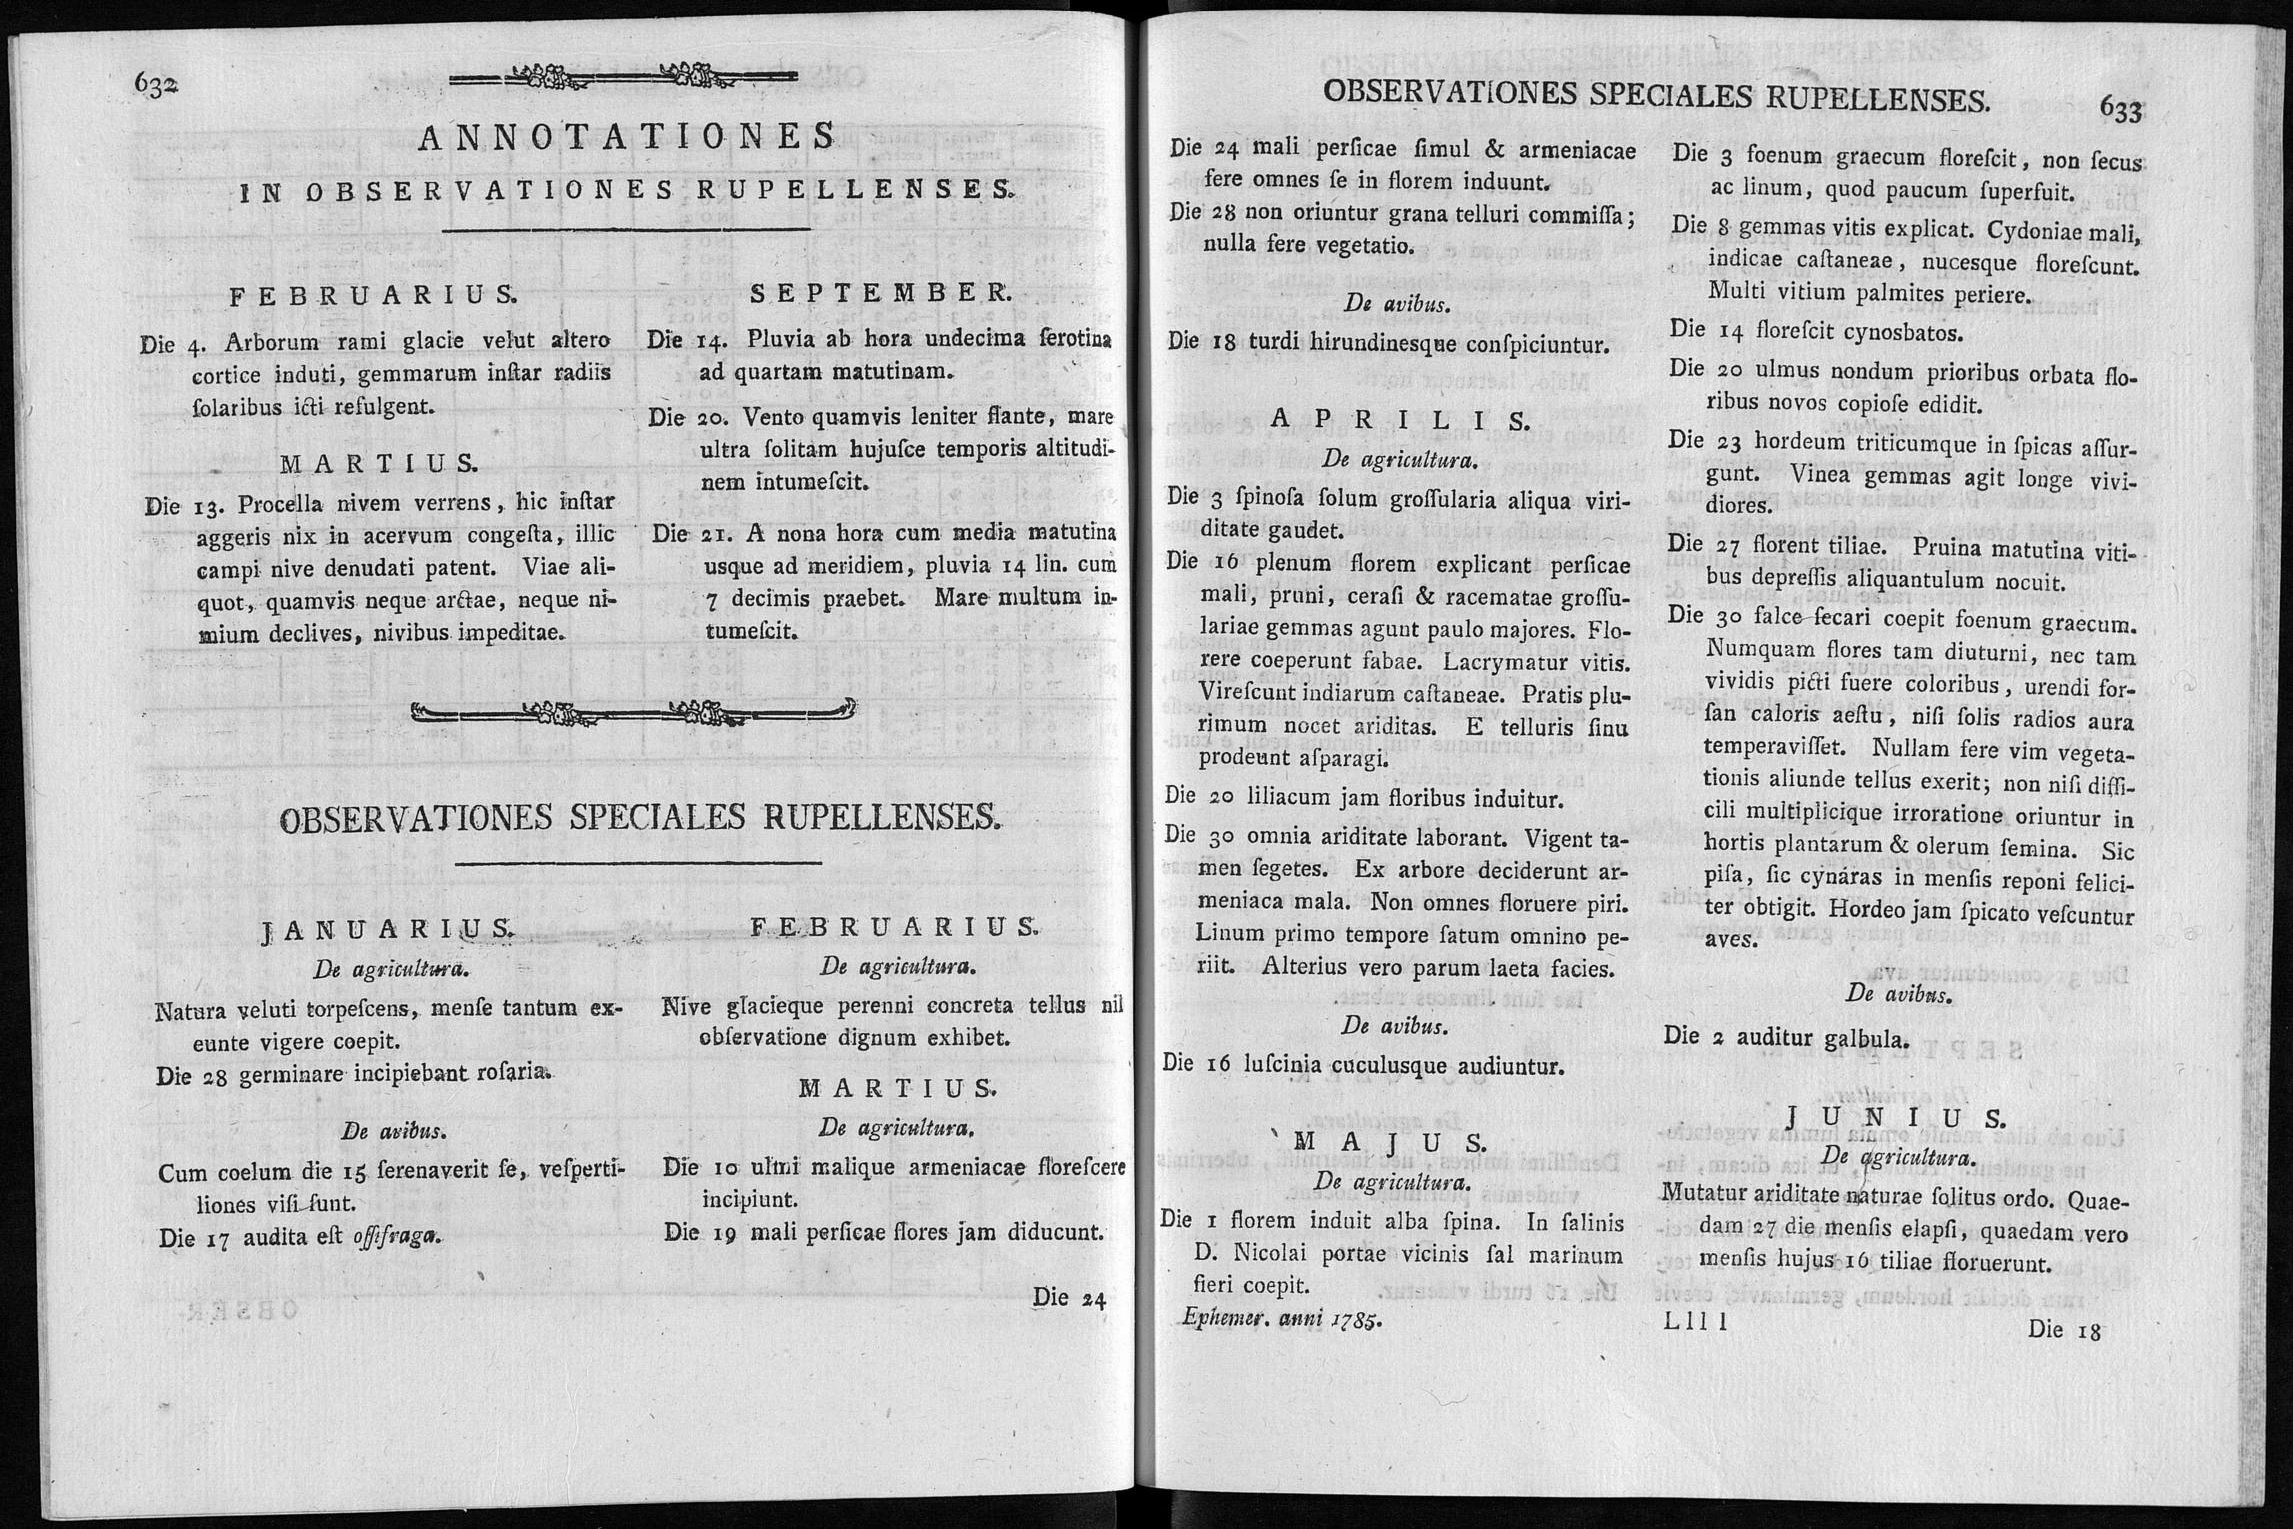 632
ANNOTATIONES
IN OBSERVATIONES RUPELLENSES.
FEBRUARIUS.
Die 4. Arborum rami glacie velut altero
cortice induti, gemmarum inſtar radiis
ſolaribus icti refulgent.
MARTIUS.
Die 13. Procella nivem verrens, hic inſtar
aggeris nix in acervum congeſta, illic
campi nive denudati patent. Viae ali-
quot, quamvis neque arctae, neque ni-
mium declives, nivibus impeditae.
SEPTEMBER.
Die 14. Pluvia ab hora undecima ſerotina
ad quartam matutinam.
Die 20. Vento quamvis leniter flante, mare
ultra ſolitam hujuſce temporis altitudi-
nem intumeſcit.
Die 21. A nona hora cum media matutina
usque ad meridiem, pluvia 14 lin. cum
7 decimis praebet. Mare multum in-
tumeſcit.
OBSERVATIONES SPECIALES RUPELLENSES.
JANUARIUS.
De agricultura.
Natura veluti torpeſcens, menſe tantum ex-
eunte vigere coepit.
Die 28 germinare incipiebant roſaria.
De avibus.
Cum coelum die 15 ſerenaverit ſe, veſperti-
liones viſi ſunt.
Die 17 audita eſt oſſifraga.
FEBRUARIUS.
De agricultura.
Nive glacieque perenni concreta tellus nil
obſervatione dignum exhibet.
MARTIUS.
De agricultura.
Die 10 ulmi malique armeniacae floreſcere
incipiunt.
Die 19 mali perſicae flores jam diducunt.
Die 24
OBSERVATIONES SPECIALES RUPELLENSES.
633
Die 24 mali perſicae ſimul & armeniacae
fere omnes ſe in florem induunt.
Die 28 non oriuntur grana telluri commiſſa;
nulla fere vegetatio.
De avibus.
Die 18 turdi hirundinesque conſpiciuntur.
APRILIS.
De agricultura.
Die 3 ſpinoſa ſolum groſſularia aliqua viri-
ditate gaudet.
Die 16 plenum florem explicant perſicae
mali, pruni, ceraſi & racematae groſſu-
lariae gemmas agunt paulo majores. Flo-
rere coeperunt fabae. Lacrymatur vitis.
Vireſcunt indiarum caſtaneae. Pratis plu-
rimum nocet ariditas. E telluris ſinu
prodeunt aſparagi.
Die 20 liliacum jam floribus induitur.
Die 30 omnia ariditate laborant. Vigent ta-
men ſegetes. Ex arbore deciderunt ar-
meniaca mala. Non omnes floruere piri.
Linum primo tempore ſatum omnino pe-
riit. Alterius vero parum laeta facies.
De avibus.
Die 16 luſcinia cuculusque audiuntur.
MAJUS.
De agricultura.
Die 1 florem induit alba ſpina. In ſalinis
D. Nicolai portae vicinis ſal marinum
fieri coepit.
Ephemer. anni 1785.
Die 3 foenum graecum floreſcit, non ſecus
ac linum, quod paucum ſuperfuit.
Die 8 gemmas vitis explicat. Cydoniae mali,
indicae caſtaneae, nucesque floreſcunt.
Multi vitium palmites periere.
Die 14 floreſcit cynosbatos.
Die 20 ulmus nondum prioribus orbata flo-
ribus novos copioſe edidit.
Die 23 hordeum triticumque in ſpicas aſſur-
gunt. Vinea gemmas agit longe vivi-
diores.
Die 27 florent tiliae. Pruina matutina viti-
bus depreſſis aliquantulum nocuit.
Die 30 falce ſecari coepit foenum graecum.
Numquam flores tam diuturni, nec tam
vividis picti fuere coloribus, urendi for-
ſan caloris aeſtu, niſi ſolis radios aura
temperaviſſet. Nullam fere vim vegeta-
tionis aliunde tellus exerit; non niſi diffi-
cili multiplicique irroratione oriuntur in
hortis plantarum & olerum ſemina. Sic
piſa, ſic cynáras in menſis reponi felici-
ter obtigit. Hordeo jam ſpicato veſcuntur
aves.
De avibus.
Die 2 auditur galbula.
JUNIUS.
De agricultura.
Mutatur ariditate naturae ſolitus ordo. Quae-
dam 27 die menſis elapſi, quaedam vero
menſis hujus 16 tiliae floruerunt.
Llll
Die 18